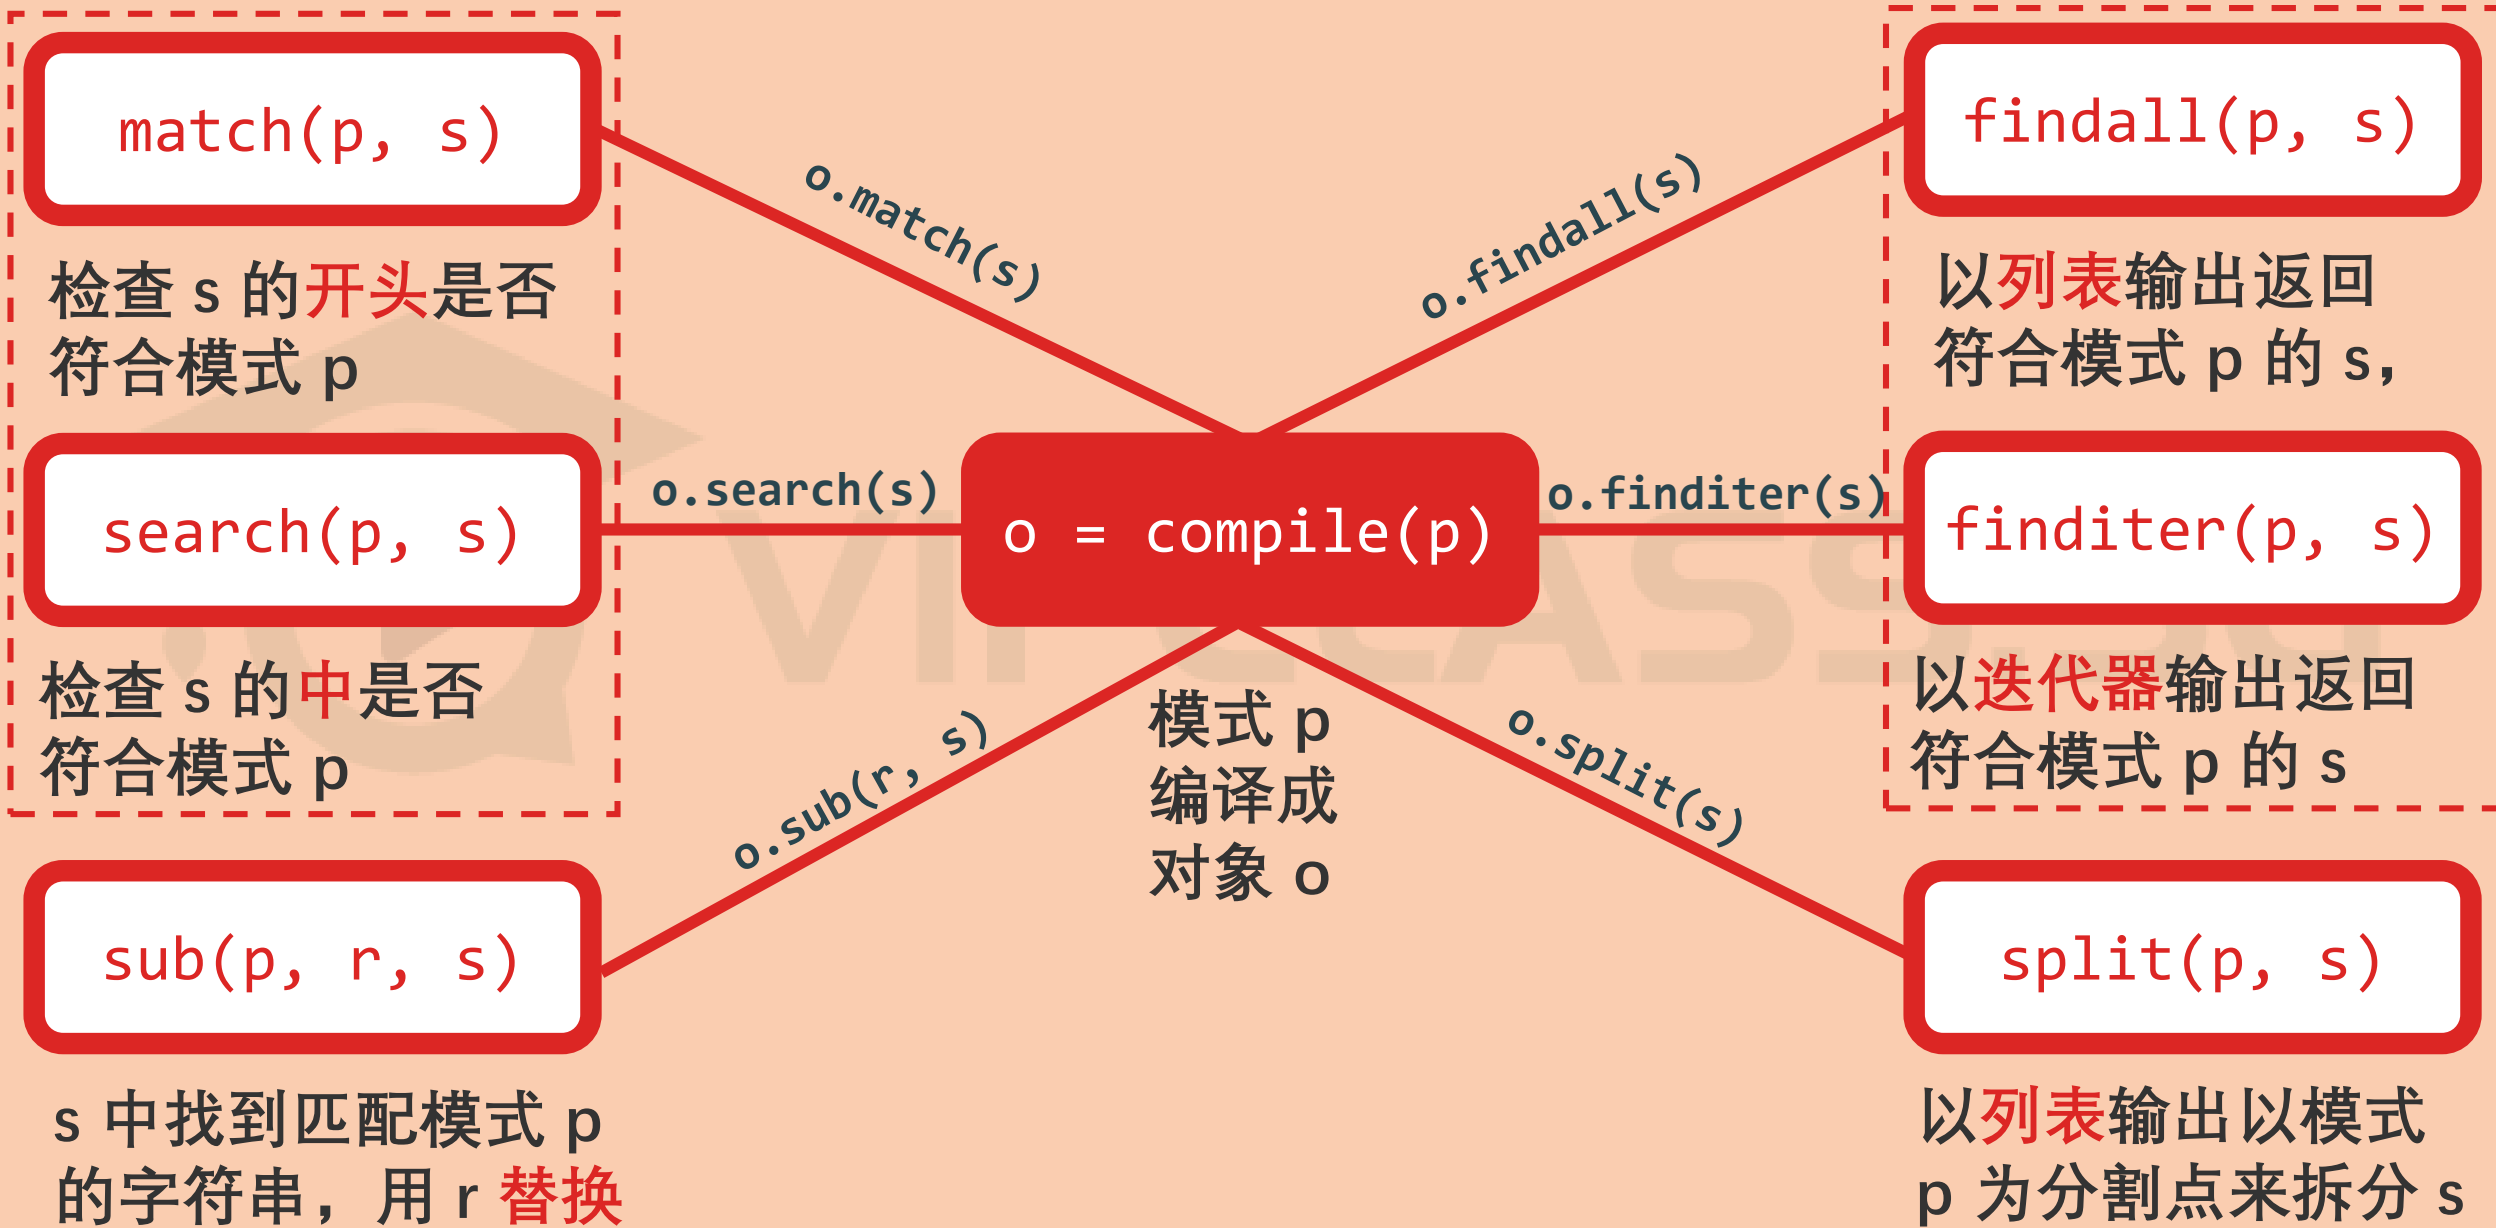 match(p, s)
检查 s 的开头是否
符合模式 p
search(p, s)
检查 s 的中是否
符合模式 p
sub(p, r, s)
s 中找到匹配模式 p
的字符串，用 r 替换
o.match(s)
o.search(s)
o.sub(r, s)
o = compile(p)
模式 p
编译成
对象 o
o.findall(s)
o.finditer(s)
o.split(s)
findall(p, s)
以列表输出返回
符合模式 p 的 s，
finditer(p, s)
以迭代器输出返回
符合模式 p 的 s
split(p, s)
以列表输出以模式
p 为分割点来拆分 s